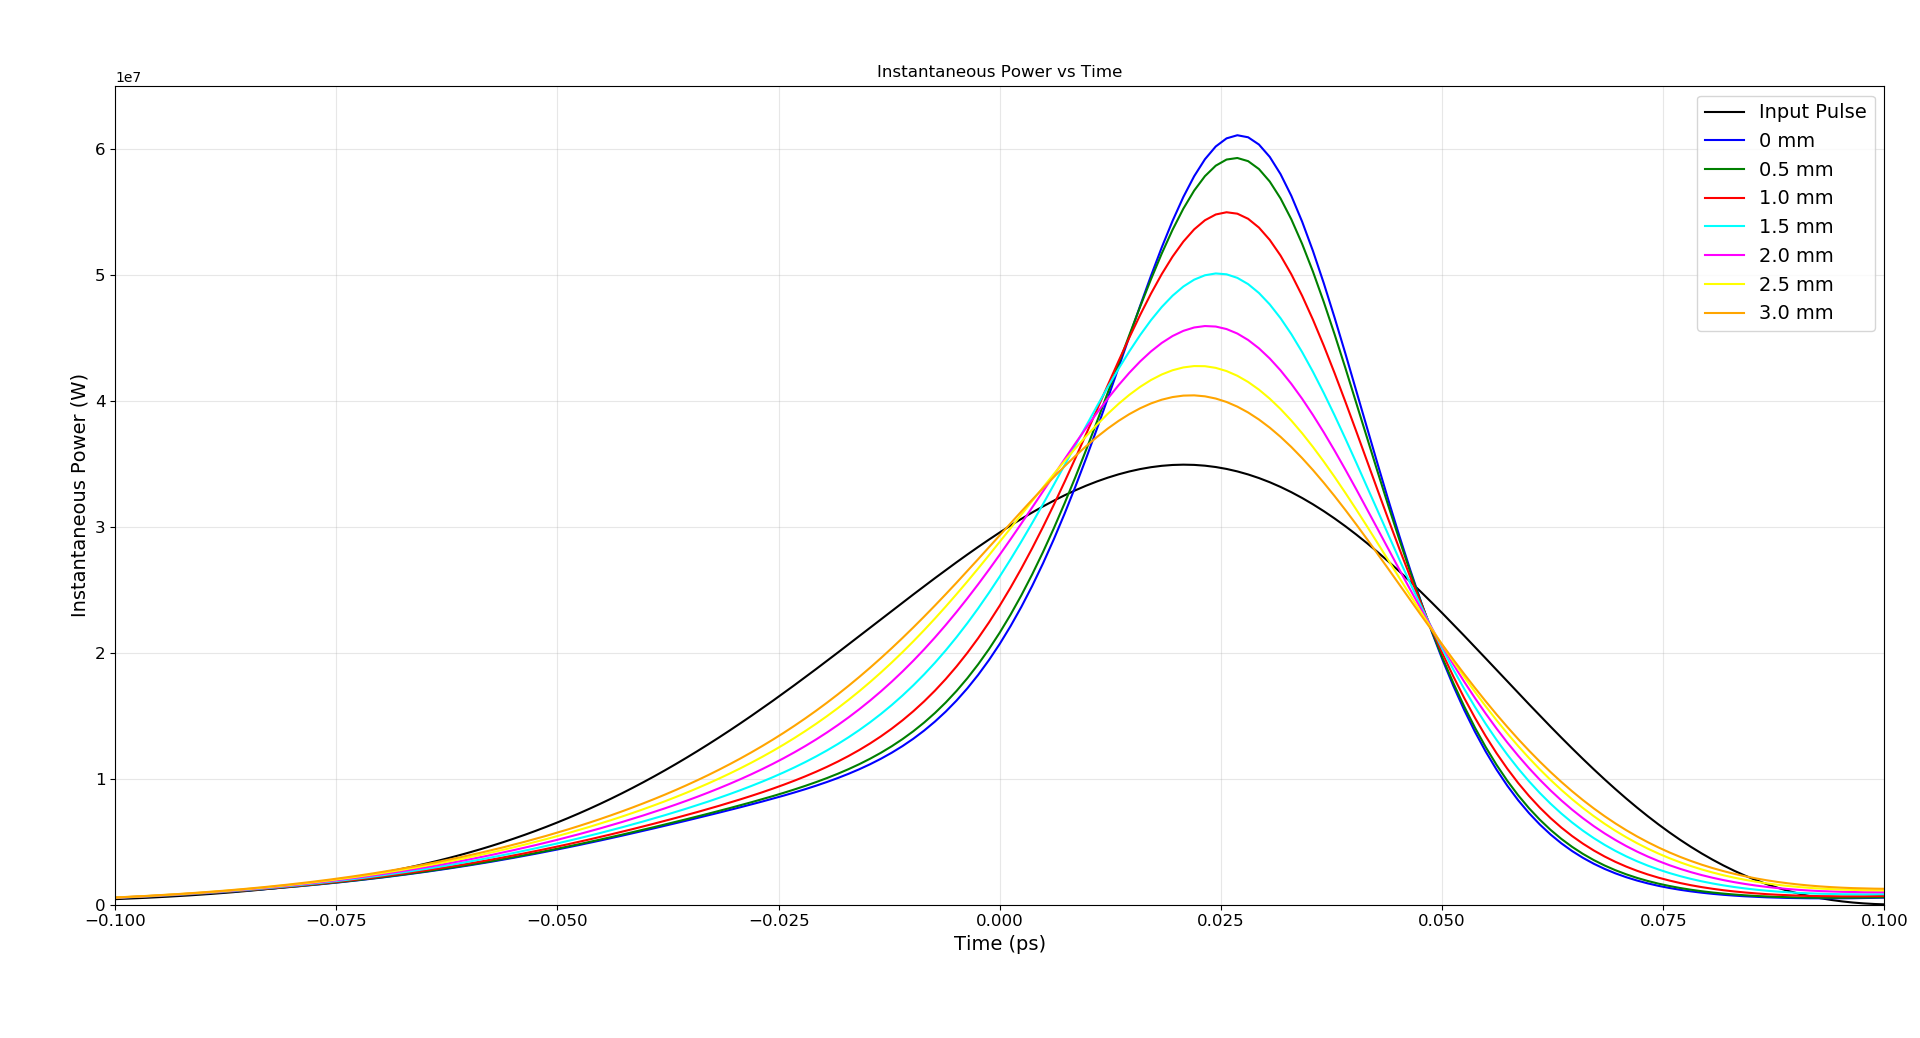 Instantaneous Power vs Time
1e7
Input Pulse
0 mm
0.5 mm
1.0 mm
1.5 mm
2.0 mm
2.5 mm
3.0 mm
6
5
4
3
2
1
0
Instantaneous Power (W)
−0.100 −0.075 −0.050 −0.025 0.000 0.025 0.050 0.075 0.100
Time (ps)